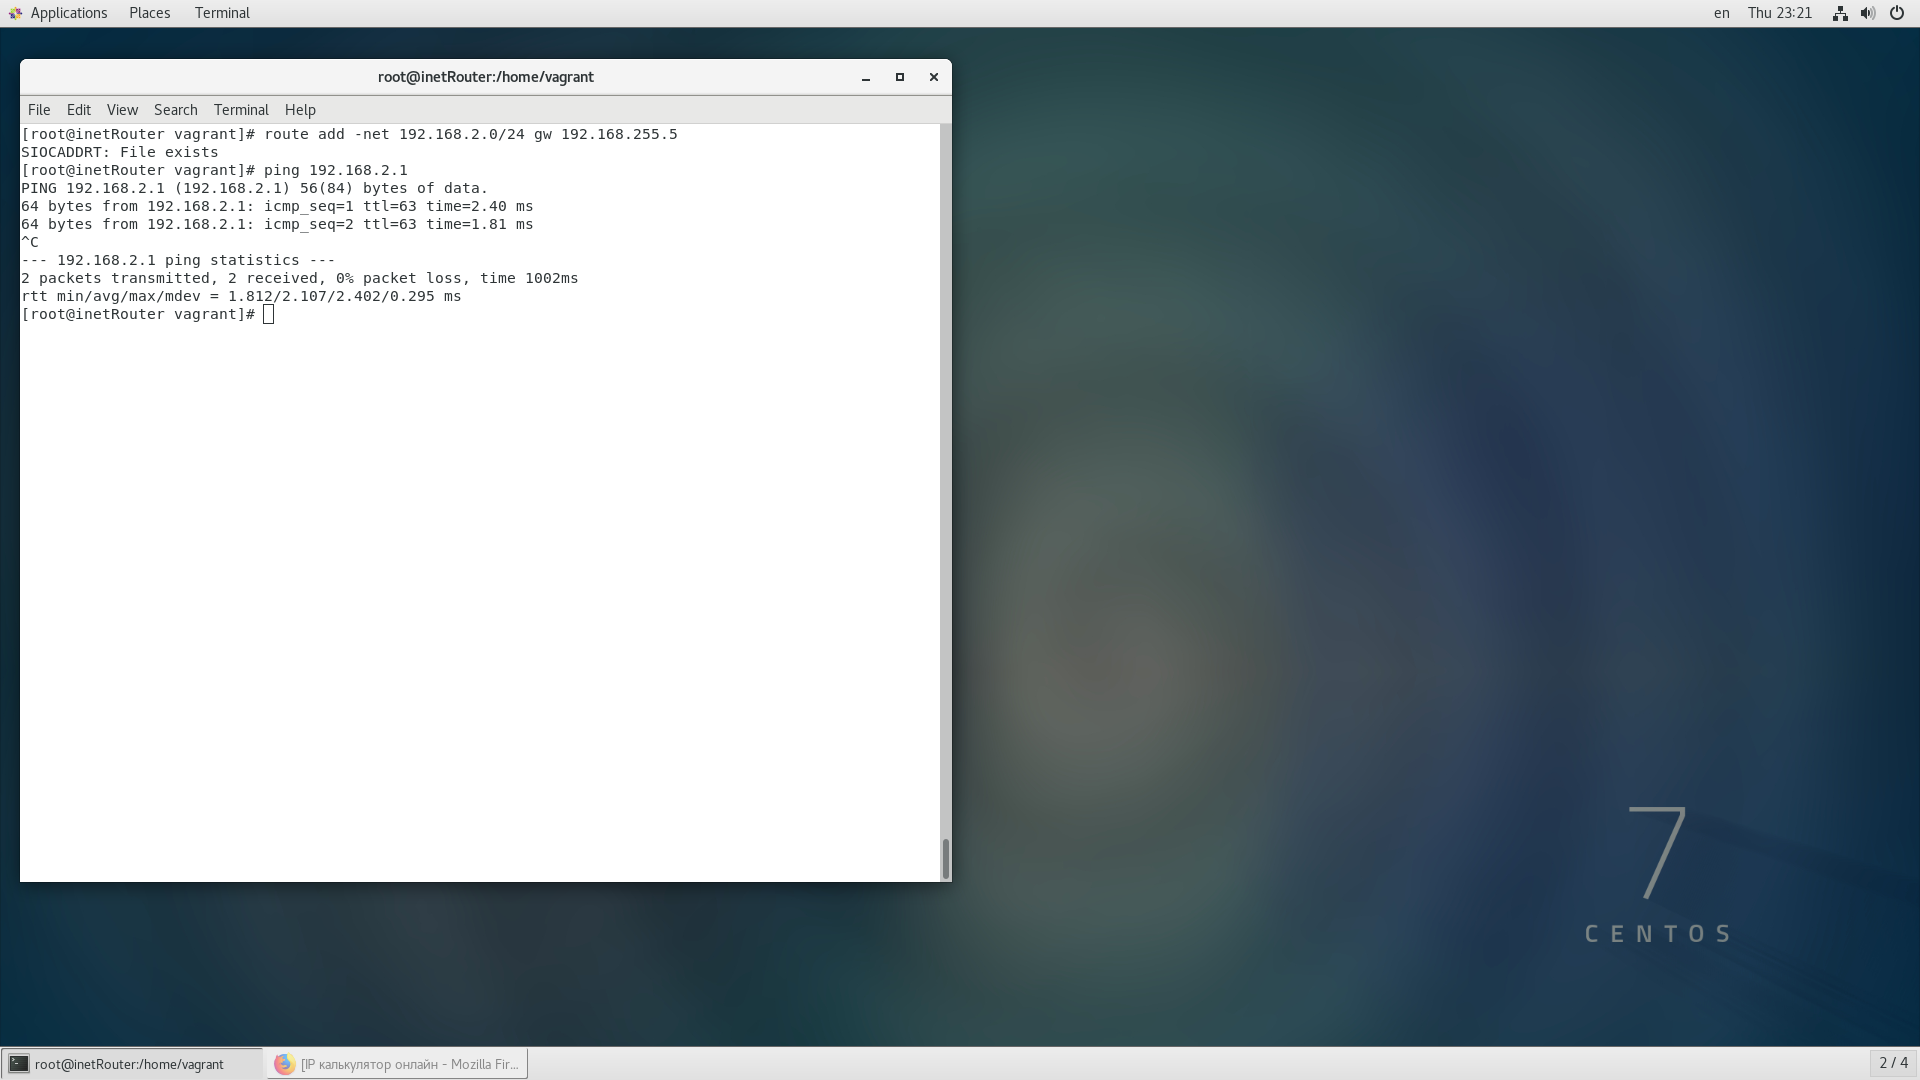 Applications Places Terminal en Thu 23:21
root@inetRouter:/home/vagrant
File Edit View Search Terminal Help
[root@inetRouter vagrant]# route add -net 192.168.2.0/24 gw 192.168.255.5
SIOCADDRT: File exists
[root@inetRouter vagrant]# ping 192.168.2.1
PING 192.168.2.1 (192.168.2.1) 56(84) bytes of data.
64 bytes from 192.168.2.1: icmp_seq=1 ttl=63 time=2.40 ms
64 bytes from 192.168.2.1: icmp_seq=2 ttl=63 time=1.81 ms
^C
--- 192.168.2.1 ping statistics ---
2 packets transmitted, 2 received, 0% packet loss, time 1002ms
rtt min/avg/max/mdev = 1.812/2.107/2.402/0.295 ms
[root@inetRouter vagrant]#
7
CENTOS
root@inetRouter:/home/vagrant [IP калькулятор онлайн - Mozilla Fir... 2 / 4